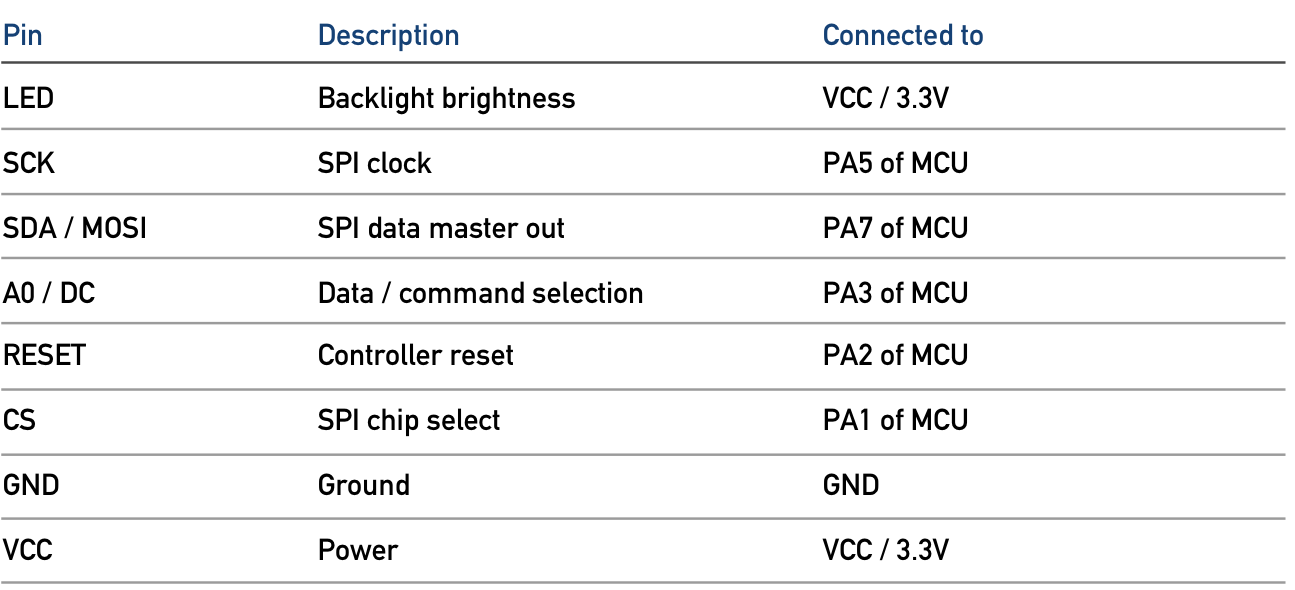 Pin Description Connected to
LED Backlight brightness VCC / 3.3V
SCK SPI clock PA5 of MCU
SDA / MOSI SPI data master out PA7 of MCU
A0 / DC Data / command selection PA3 of MCU
RESET Controller reset PA2 of MCU
CS SPI chip select PA1 of MCU
GND Ground GND
VCC Power VCC / 3.3V